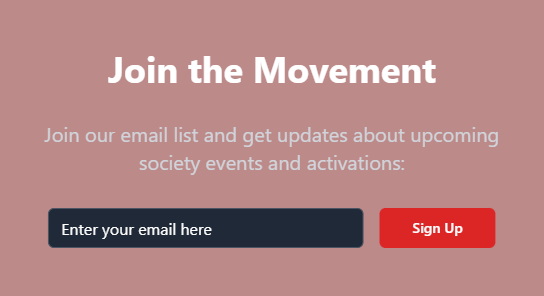 Join the Movement
Join our email list and get updates about upcoming
society events and activations:
Enter your email here
Sign Up